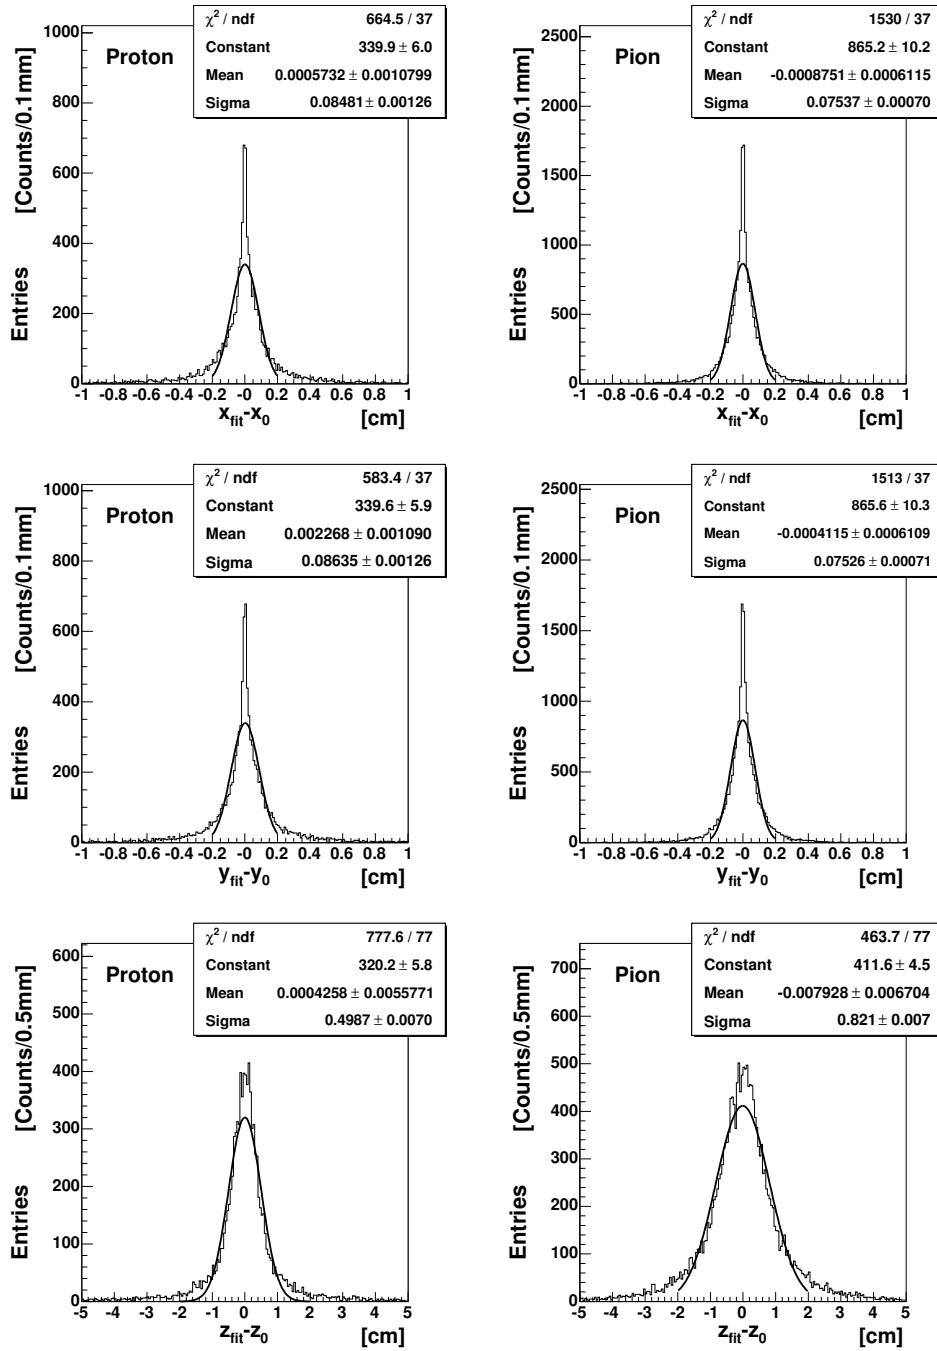 χ² / ndf 664.5 / 37
Constant 339.9 ± 6.0
Mean 0.0005732 ± 0.0010799
Sigma 0.08481 ± 0.00126
Proton
Entries [Counts/0.1mm]
1000
800
600
400
200
0
-1 -0.8 -0.6 -0.4 -0.2 -0 0.2 0.4 0.6 0.8 1
x_fit-x_0 [cm]
χ² / ndf 1530 / 37
Constant 865.2 ± 10.2
Mean -0.0008751 ± 0.0006115
Sigma 0.07537 ± 0.00070
Pion
Entries [Counts/0.1mm]
2500
2000
1500
1000
500
0
-1 -0.8 -0.6 -0.4 -0.2 -0 0.2 0.4 0.6 0.8 1
x_fit-x_0 [cm]
χ² / ndf 583.4 / 37
Constant 339.6 ± 5.9
Mean 0.002268 ± 0.001090
Sigma 0.08635 ± 0.00126
Proton
Entries [Counts/0.1mm]
1000
800
600
400
200
0
-1 -0.8 -0.6 -0.4 -0.2 -0 0.2 0.4 0.6 0.8 1
y_fit-y_0 [cm]
χ² / ndf 1513 / 37
Constant 865.6 ± 10.3
Mean -0.0004115 ± 0.0006109
Sigma 0.07526 ± 0.00071
Pion
Entries [Counts/0.1mm]
2500
2000
1500
1000
500
0
-1 -0.8 -0.6 -0.4 -0.2 -0 0.2 0.4 0.6 0.8 1
y_fit-y_0 [cm]
χ² / ndf 777.6 / 77
Constant 320.2 ± 5.8
Mean 0.0004258 ± 0.0055771
Sigma 0.4987 ± 0.0070
Proton
Entries [Counts/0.5mm]
600
500
400
300
200
100
0
-5 -4 -3 -2 -1 0 1 2 3 4 5
z_fit-z_0 [cm]
χ² / ndf 463.7 / 77
Constant 411.6 ± 4.5
Mean -0.007928 ± 0.006704
Sigma 0.821 ± 0.007
Pion
Entries [Counts/0.5mm]
700
600
500
400
300
200
100
0
-5 -4 -3 -2 -1 0 1 2 3 4 5
z_fit-z_0 [cm]